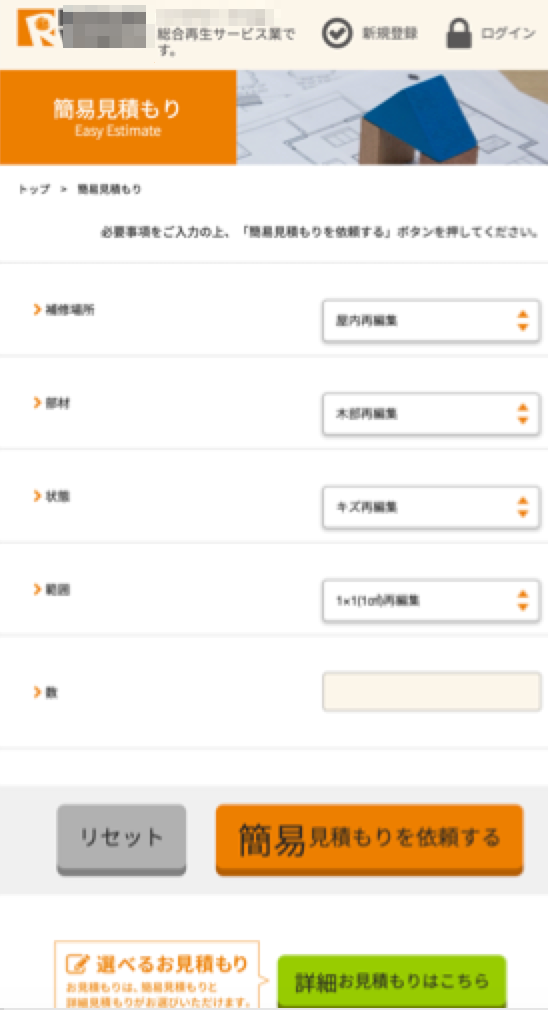 総合再生サービス業で
す。
新規登録
ログイン
簡易見積もり
Easy Estimate
トップ > 簡易見積もり
必要事項をご入力の上、「簡易見積もりを依頼する」ボタンを押してください。
補修場所
屋内再編集
部材
木部再編集
状態
キズ再編集
範囲
1×1(1㎠)再編集
数
リセット
簡易見積もりを依頼する
選べるお見積もり
お見積もりは、簡易見積もりと
詳細見積もりがお選びいただけます。
詳細お見積もりはこちら